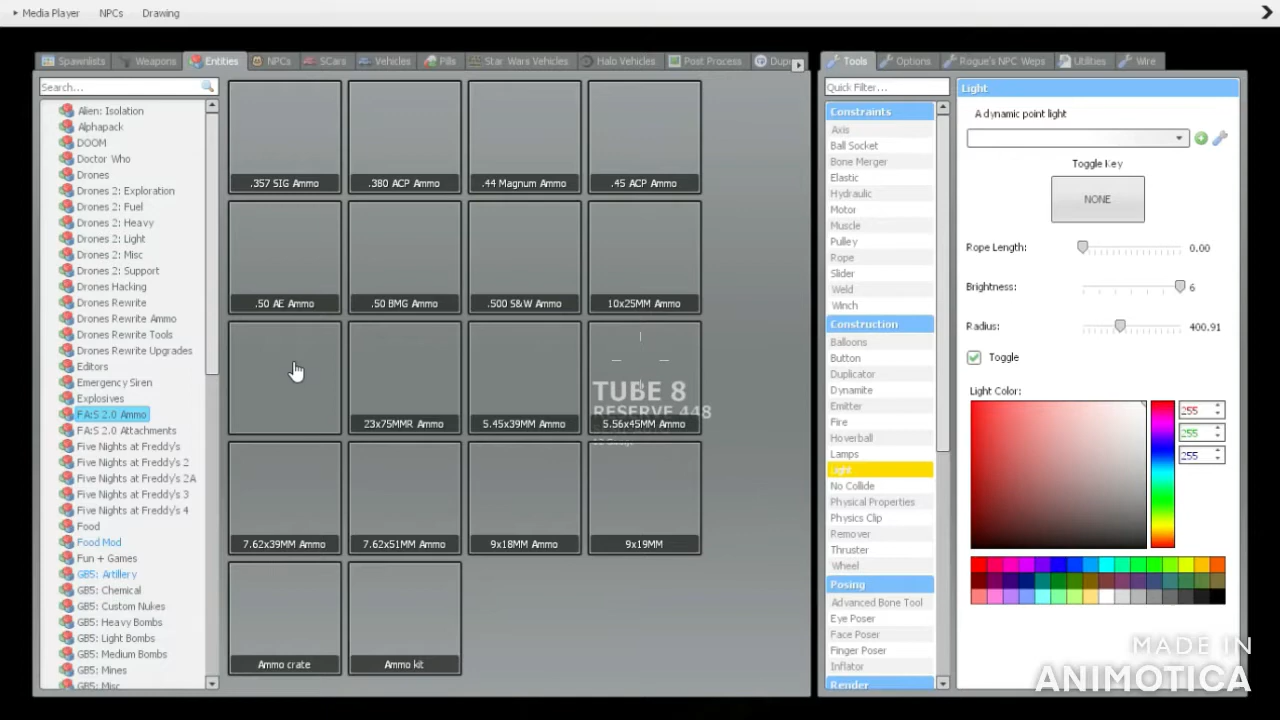 Media Player NPCs Drawing
Spawnlists Weapons Entities NPCs SCars Vehicles Pills Star Wars Vehicles Halo Vehicles Post Process Dup
Search...
Alien: Isolation
Alphapack
DOOM
Doctor Who
Drones
Drones 2: Exploration
Drones 2: Fuel
Drones 2: Heavy
Drones 2: Light
Drones 2: Misc
Drones 2: Support
Drones Hacking
Drones Rewrite
Drones Rewrite Ammo
Drones Rewrite Tools
Drones Rewrite Upgrades
Editors
Emergency Siren
Explosives
FA:S 2.0 Ammo
FA:S 2.0 Attachments
Five Nights at Freddy's
Five Nights at Freddy's 2
Five Nights at Freddy's 2A
Five Nights at Freddy's 3
Five Nights at Freddy's 4
Food
Food Mod
Fun + Games
GB5: Artillery
GB5: Chemical
GB5: Custom Nukes
GB5: Heavy Bombs
GB5: Light Bombs
GB5: Medium Bombs
GB5: Mines
GB5: Misc
.357 SIG Ammo .380 ACP Ammo .44 Magnum Ammo .45 ACP Ammo
.50 AE Ammo .50 BMG Ammo .500 S&W Ammo 10x25MM Ammo
TUBE 8
RESERVE 448
23x75MMR Ammo 5.45x39MM Ammo 5.56x45MM Ammo
7.62x39MM Ammo 7.62x51MM Ammo 9x18MM Ammo 9x19MM
Ammo crate Ammo kit
Tools Options Rogue's NPC Weps Utilities Wire
Quick Filter...
Constraints
Axis
Ball Socket
Bone Merger
Elastic
Hydraulic
Motor
Muscle
Pulley
Rope
Slider
Weld
Winch
Construction
Balloons
Button
Duplicator
Dynamite
Emitter
Fire
Hoverball
Lamps
Light
No Collide
Physical Properties
Physics Clip
Remover
Thruster
Wheel
Posing
Advanced Bone Tool
Eye Poser
Face Poser
Finger Poser
Inflator
Render
Light
A dynamic point light
Toggle Key
NONE
Rope Length: 0.00
Brightness: 6
Radius: 400.91
Toggle
Light Color:
255
255
255
MADE IN
ANIMOTICA